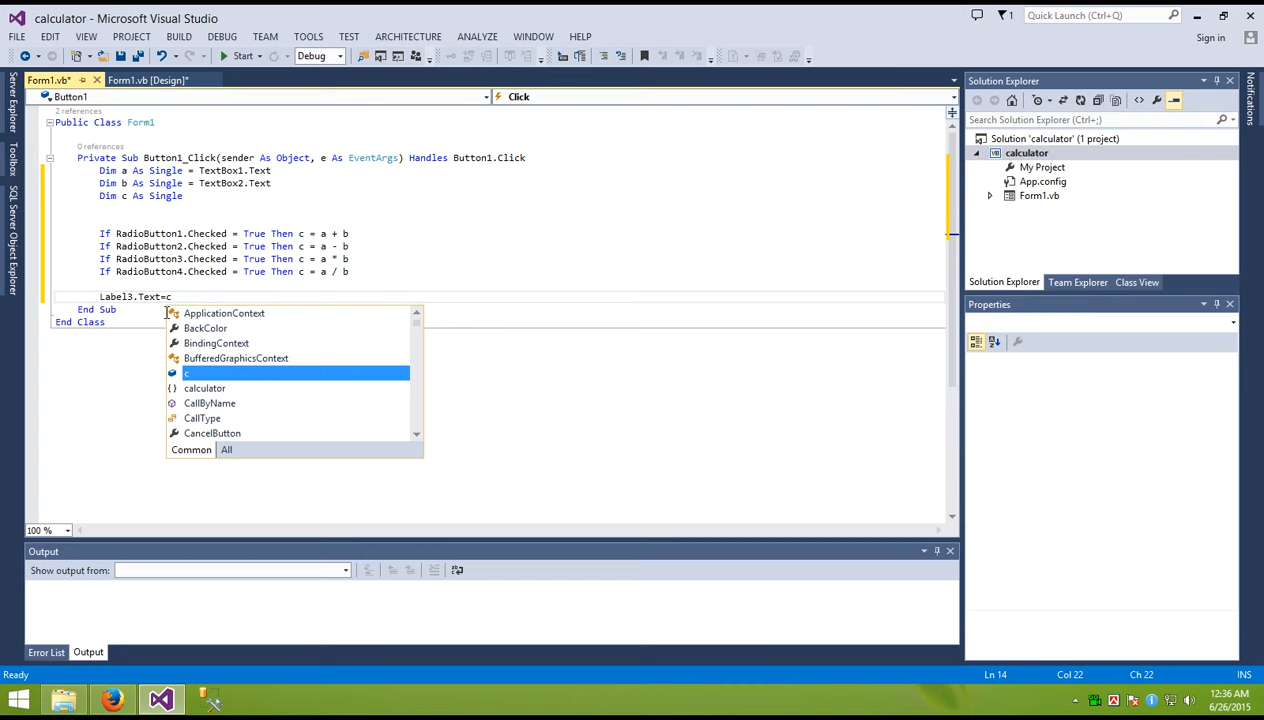 calculator - Microsoft Visual Studio
1
Quick Launch (Ctrl+Q)
FILE EDIT VIEW PROJECT BUILD DEBUG TEAM TOOLS TEST ARCHITECTURE ANALYZE WINDOW HELP
Sign in
Start Debug
Form1.vb* Form1.vb [Design]*
Button1 Click
2 references
Public Class Form1
0 references
Private Sub Button1_Click(sender As Object, e As EventArgs) Handles Button1.Click
Dim a As Single = TextBox1.Text
Dim b As Single = TextBox2.Text
Dim c As Single
If RadioButton1.Checked = True Then c = a + b
If RadioButton2.Checked = True Then c = a - b
If RadioButton3.Checked = True Then c = a * b
If RadioButton4.Checked = True Then c = a / b
Label3.Text=c
End Sub
End Class
ApplicationContext
BackColor
BindingContext
BufferedGraphicsContext
c
calculator
CallByName
CallType
CancelButton
Common All
100 %
Server Explorer
Toolbox
SQL Server Object Explorer
Solution Explorer
Search Solution Explorer (Ctrl+;)
Solution 'calculator' (1 project)
VB calculator
My Project
App.config
Form1.vb
Solution Explorer Team Explorer Class View
Properties
Notifications
Output
Show output from:
Error List Output
Ready
Ln 14 Col 22 Ch 22 INS
12:36 AM
6/26/2015